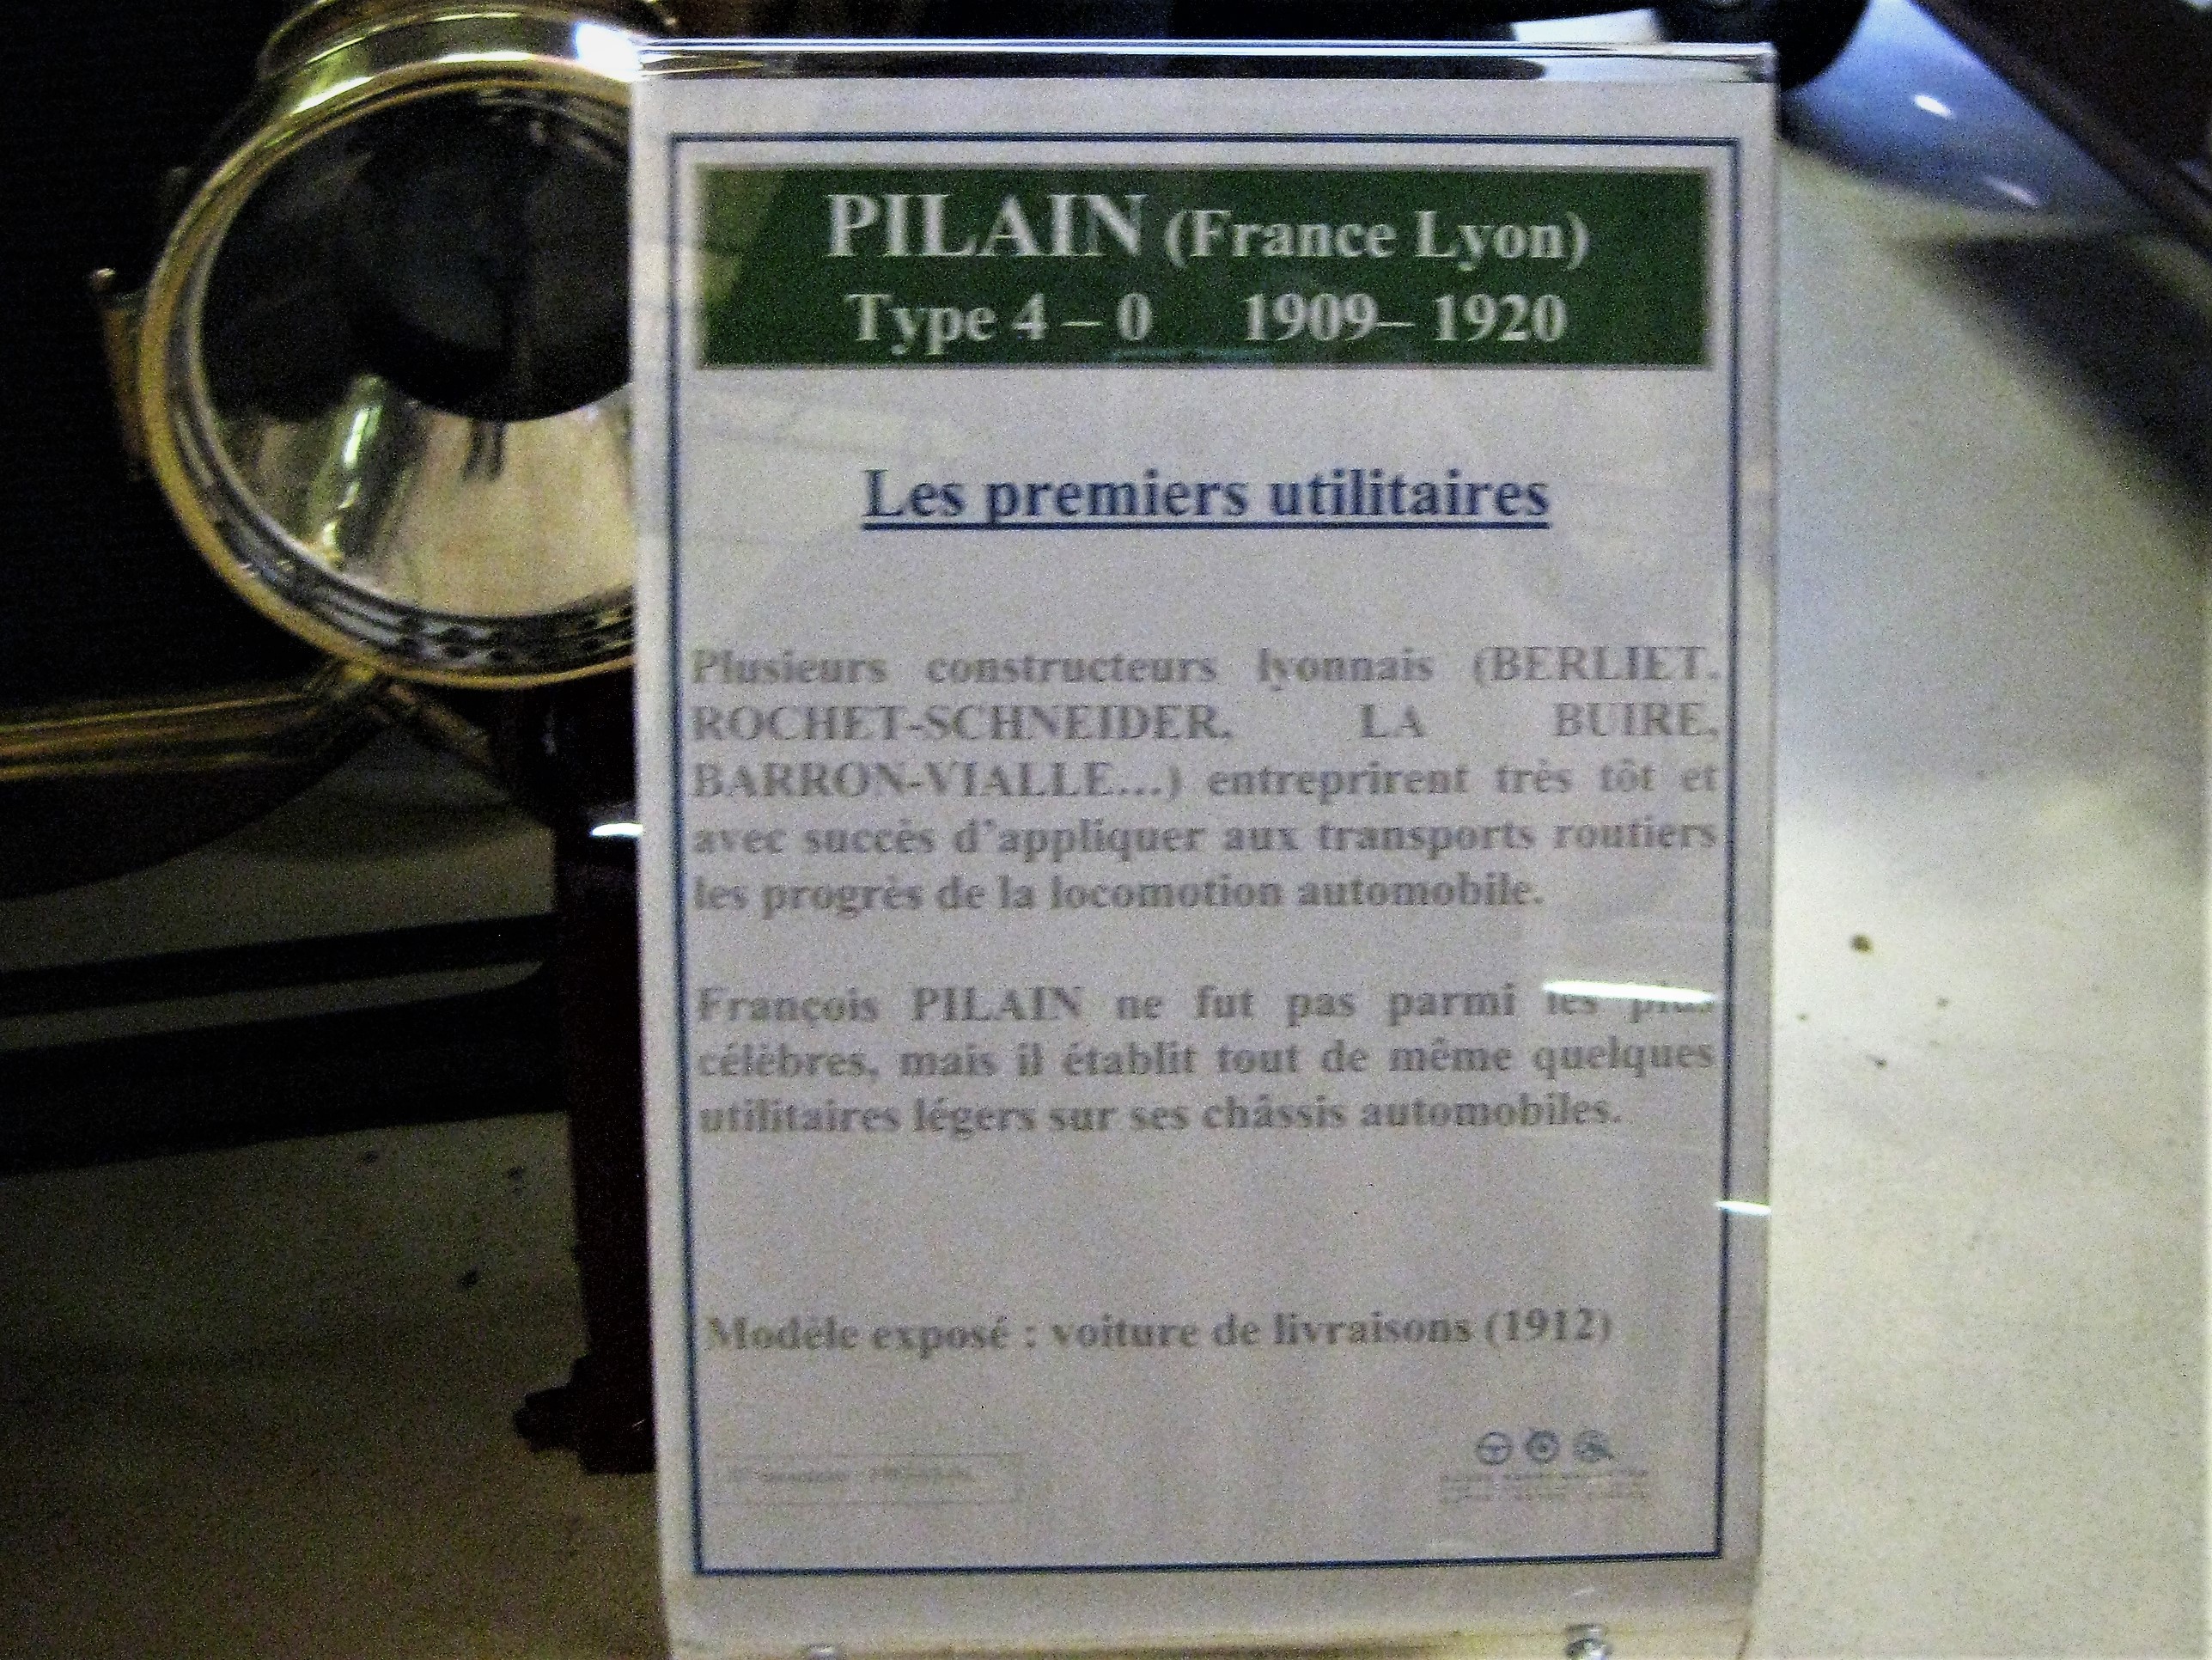 PILAIN (France Lyon)
Type 4 – 0 1909– 1920
Les premiers utilitaires
Plusieurs constructeurs lyonnais (BERLIET,
ROCHET-SCHNEIDER, LA BUIRE,
BARRON-VIALLE...) entreprirent très tôt et
avec succès d'appliquer aux transports routiers
les progrès de la locomotion automobile.
François PILAIN ne fut pas parmi les plus
célèbres, mais il établit tout de même quelques
utilitaires légers sur ses châssis automobiles.
Modèle exposé : voiture de livraisons (1912)